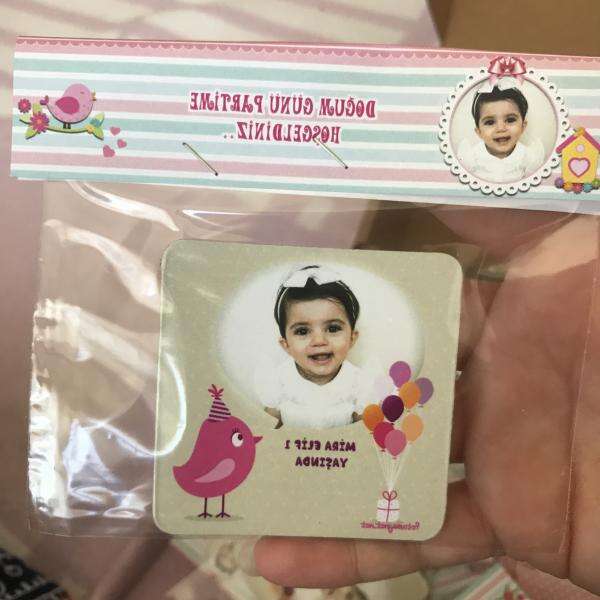 DOĞUM GÜNÜ PARTİME
HOŞGELDİNİZ..
MİRA ELİF 1
YAŞINDA